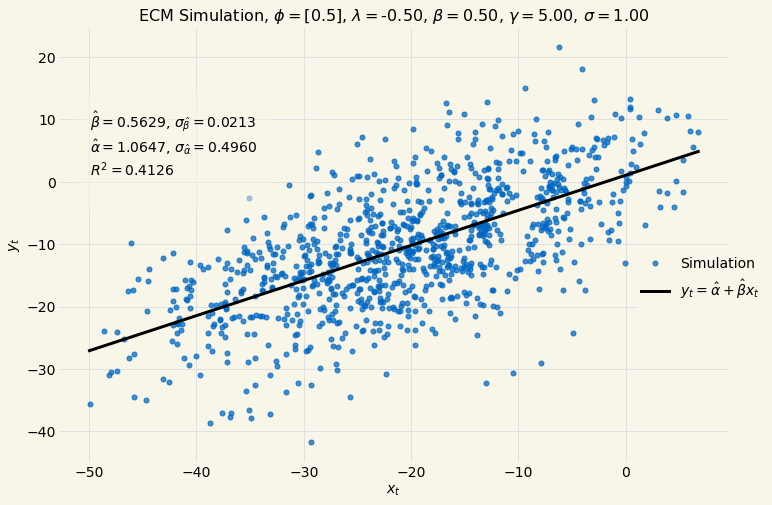 ECM Simulation, ϕ = [0.5], λ = -0.50, β = 0.50, γ = 5.00, σ = 1.00
20
10
0
−10
−20
−30
−40
y_t
β̂ = 0.5629, σ_β̂ = 0.0213
α̂ = 1.0647, σ_α̂ = 0.4960
R² = 0.4126
Simulation
y_t = α̂ + β̂x_t
−50 −40 −30 −20 −10 0
x_t